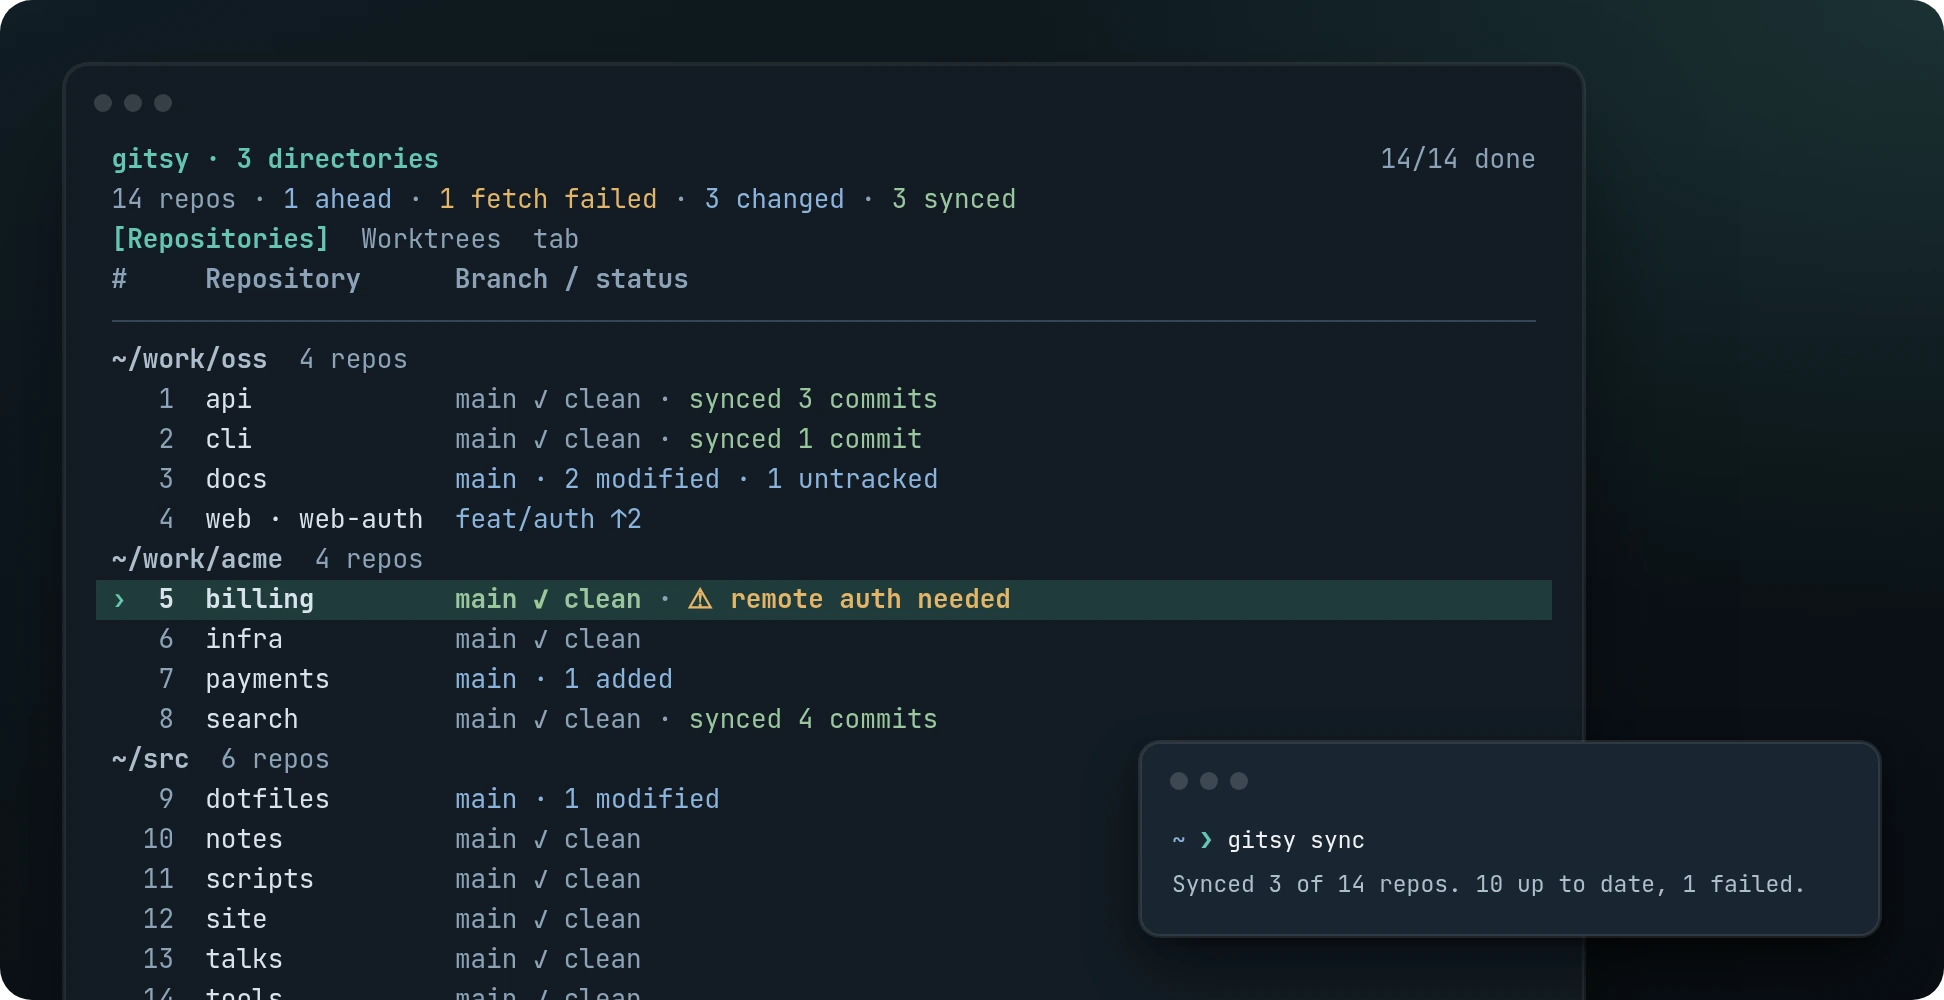 gitsy · 3 directories 14/14 done
14 repos · 1 ahead · 1 fetch failed · 3 changed · 3 synced
[Repositories] Worktrees tab
# Repository Branch / status
~/work/oss 4 repos
1 api main ✓ clean · synced 3 commits
2 cli main ✓ clean · synced 1 commit
3 docs main · 2 modified · 1 untracked
4 web · web-auth feat/auth ↑2
~/work/acme 4 repos
❯ 5 billing main ✓ clean · ⚠ remote auth needed
6 infra main ✓ clean
7 payments main · 1 added
8 search main ✓ clean · synced 4 commits
~/src 6 repos
9 dotfiles main · 1 modified
10 notes main ✓ clean
11 scripts main ✓ clean
12 site main ✓ clean
13 talks main ✓ clean
14 tools main ✓ clean
~ ❯ gitsy sync
Synced 3 of 14 repos. 10 up to date, 1 failed.